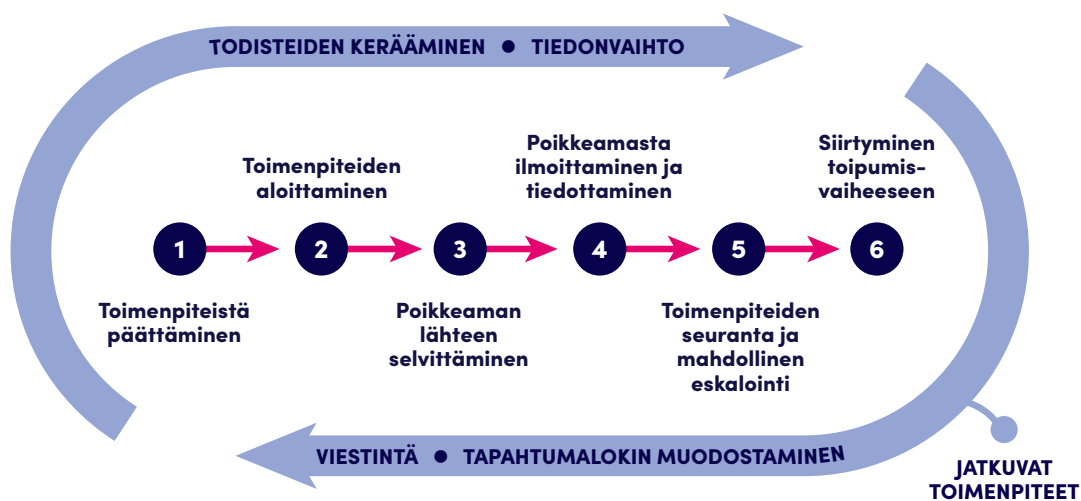 TODISTEIDEN KERÄÄMINEN ● TIEDONVAIHTO
1
Toimenpiteistä
päättäminen
2
Toimenpiteiden
aloittaminen
3
Poikkeaman
lähteen
selvittäminen
4
Poikkeamasta
ilmoittaminen ja
tiedottaminen
5
Toimenpiteiden
seuranta ja
mahdollinen
eskalointi
6
Siirtyminen
toipumis-
vaiheeseen
VIESTINTÄ ● TAPAHTUMALOKIN MUODOSTAMINEN
JATKUVAT
TOIMENPITEET